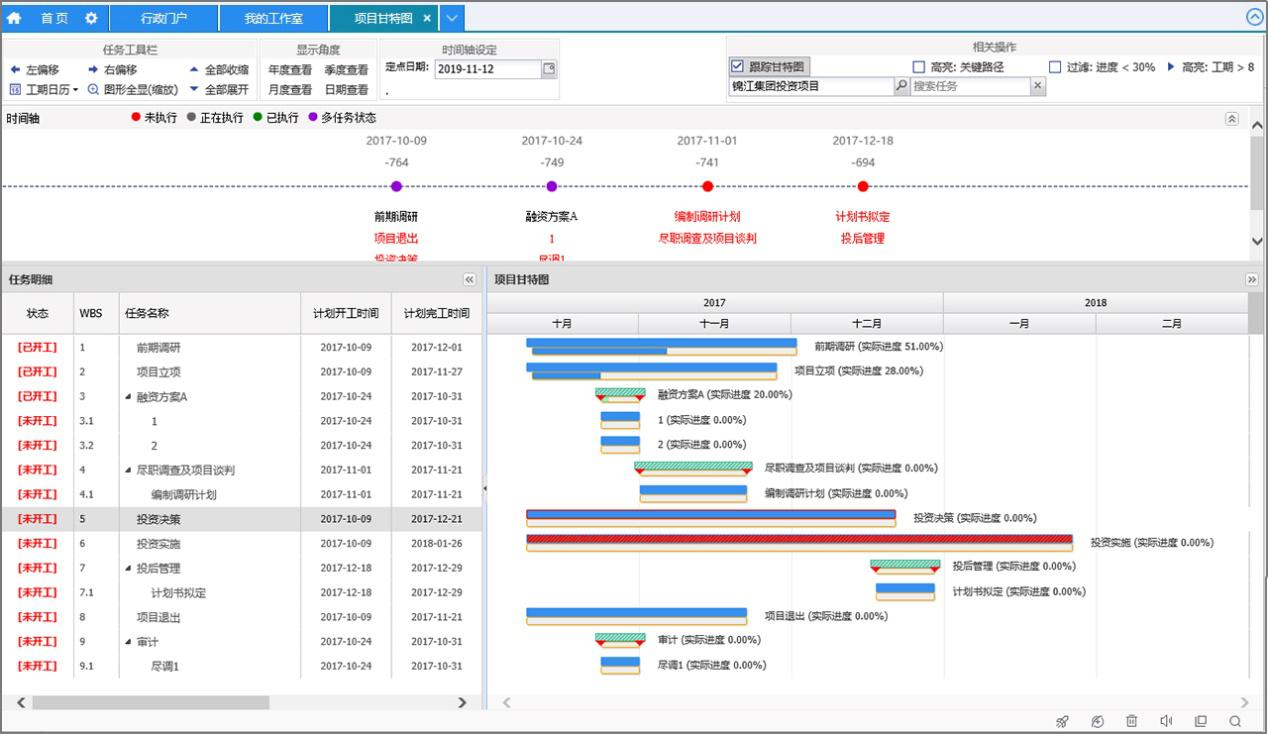 首 页 行政门户 我的工作室 项目甘特图 ×
任务工具栏 显示角度 时间轴设定 相关操作
左偏移 右偏移 全部收缩 年度查看 季度查看 定点日期: 2019-11-12 跟踪甘特图 高亮: 关键路径 过滤: 进度 < 30% 高亮: 工期 > 8
工期日历 图形全显(缩放) 全部展开 月度查看 日期查看 . 锦江集团投资项目 搜索任务 ×
时间轴 未执行 正在执行 已执行 多任务状态
2017-10-09 2017-10-24 2017-11-01 2017-12-18
-764 -749 -741 -694
前期调研 融资方案A 编制调研计划 计划书拟定
项目退出 1 尽职调查及项目谈判 投后管理
投资决策 尽调1
任务明细 项目甘特图
2017 2018
状态 WBS 任务名称 计划开工时间 计划完工时间
十月 十一月 十二月 一月 二月
[已开工] 1 前期调研 2017-10-09 2017-12-01 前期调研 (实际进度 51.00%)
[已开工] 2 项目立项 2017-10-09 2017-11-27 项目立项 (实际进度 28.00%)
[已开工] 3 融资方案A 2017-10-24 2017-10-31 融资方案A (实际进度 20.00%)
[未开工] 3.1 1 2017-10-24 2017-10-31 1 (实际进度 0.00%)
[未开工] 3.2 2 2017-10-24 2017-10-31 2 (实际进度 0.00%)
[未开工] 4 尽职调查及项目谈判 2017-11-01 2017-11-21 尽职调查及项目谈判 (实际进度 0.00%)
[未开工] 4.1 编制调研计划 2017-11-01 2017-11-21 编制调研计划 (实际进度 0.00%)
[未开工] 5 投资决策 2017-10-09 2017-12-21 投资决策 (实际进度 0.00%)
[未开工] 6 投资实施 2017-10-09 2018-01-26 投资实施 (实际进度 0.00%)
[未开工] 7 投后管理 2017-12-18 2017-12-29 投后管理 (实际进度 0.00%)
[未开工] 7.1 计划书拟定 2017-12-18 2017-12-29 计划书拟定 (实际进度 0.00%)
[未开工] 8 项目退出 2017-10-09 2017-11-21 项目退出 (实际进度 0.00%)
[未开工] 9 审计 2017-10-24 2017-10-31 审计 (实际进度 0.00%)
[未开工] 9.1 尽调1 2017-10-24 2017-10-31 尽调1 (实际进度 0.00%)